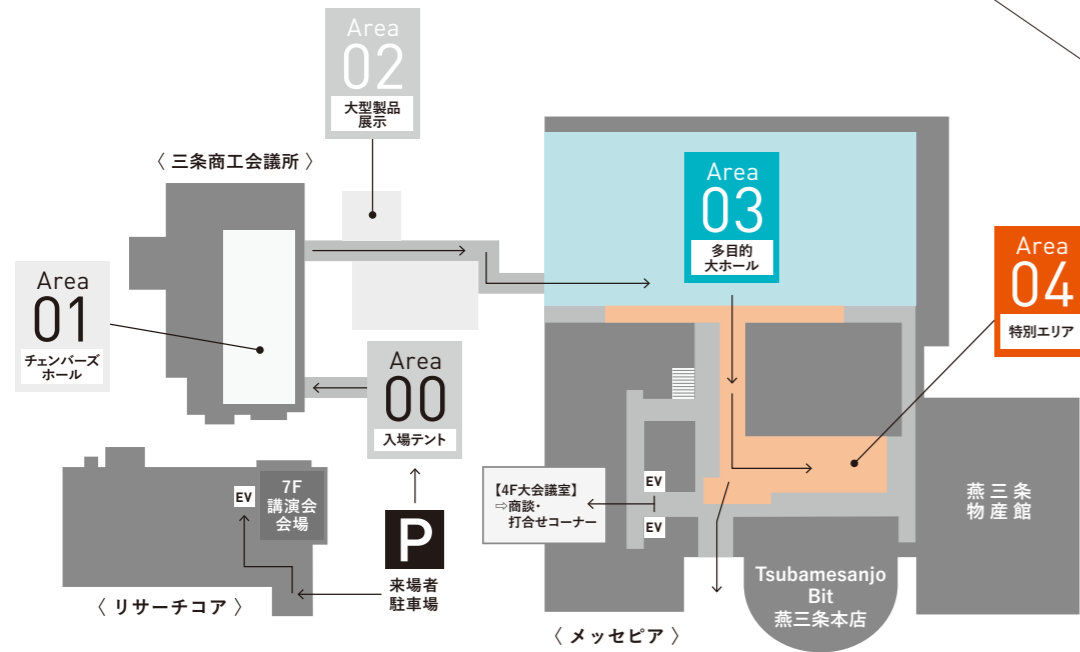 Area
02
大型製品
展示
〈 三条商工会議所 〉
Area
01
チェンバーズ
ホール
Area
00
入場テント
Area
03
多目的
大ホール
Area
04
特別エリア
EV
7F
講演会
会場
P
来場者
駐車場
〈 リサーチコア 〉
【4F大会議室】
⇨商談・
打合せコーナー
EV
EV
〈 メッセピア 〉
Tsubamesanjo
Bit
燕三条本店
燕三条
物産館